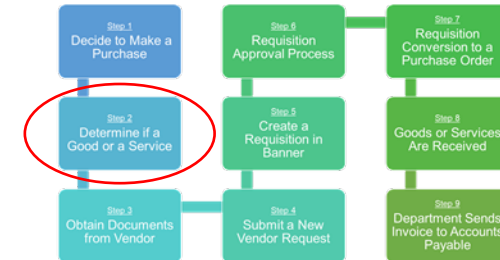 Step 1
Decide to Make a
Purchase
Step 2
Determine if a
Good or a Service
Step 3
Obtain Documents
from Vendor
Step 4
Submit a New
Vendor Request
Step 5
Create a
Requisition in
Banner
Step 6
Requisition
Approval Process
Step 7
Requisition
Conversion to a
Purchase Order
Step 8
Goods or Services
Are Received
Step 9
Department Sends
Invoice to Accounts
Payable